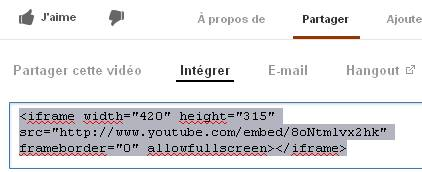 J'aime À propos de Partager Ajoute
Partager cette vidéo Intégrer E-mail Hangout
<iframe width="420" height="315"
src="http://www.youtube.com/embed/8oNtmlvx2hk"
frameborder="0" allowfullscreen></iframe>